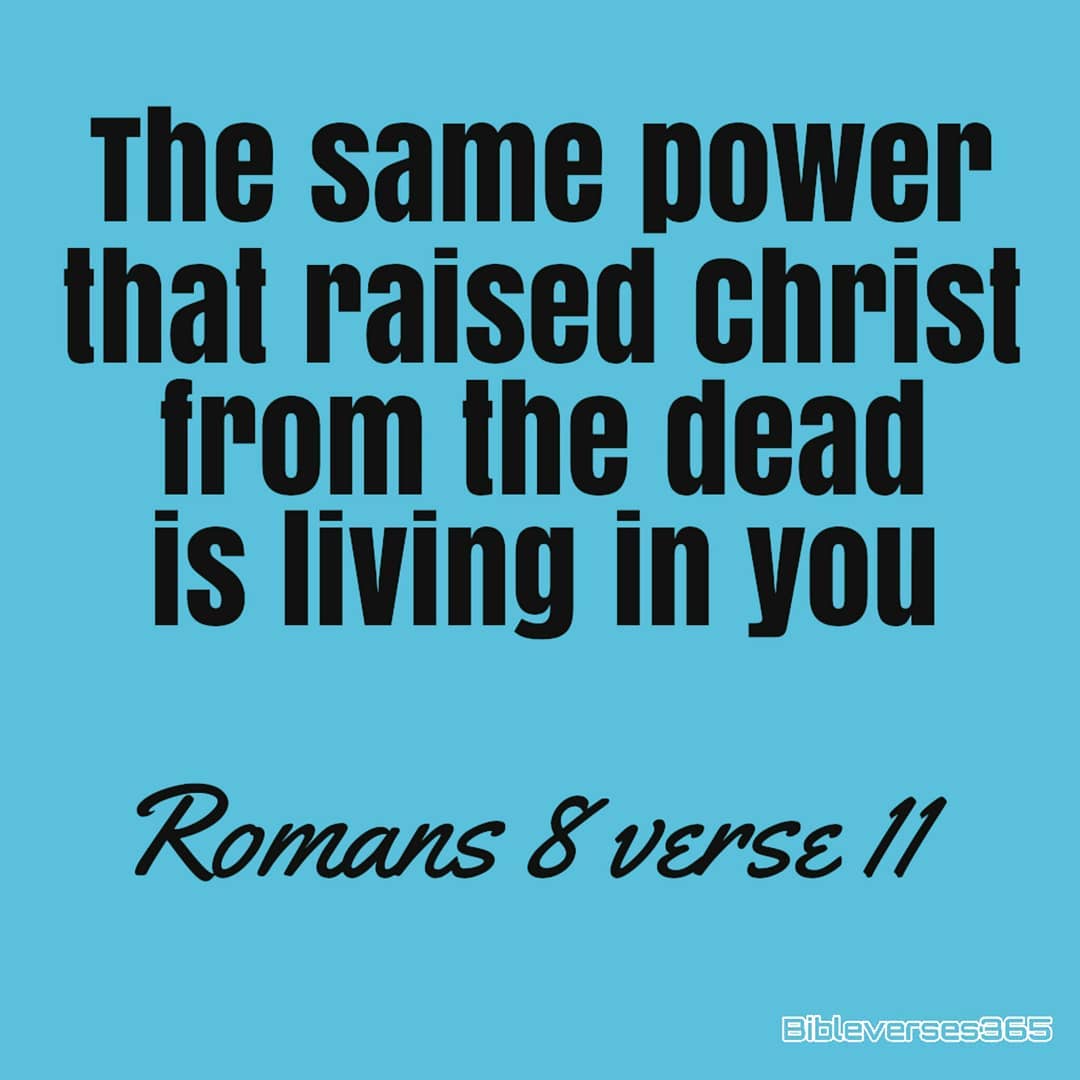 The same power
that raised Christ
from the dead
is living in you
Romans 8 verse 11
Bibleverses365